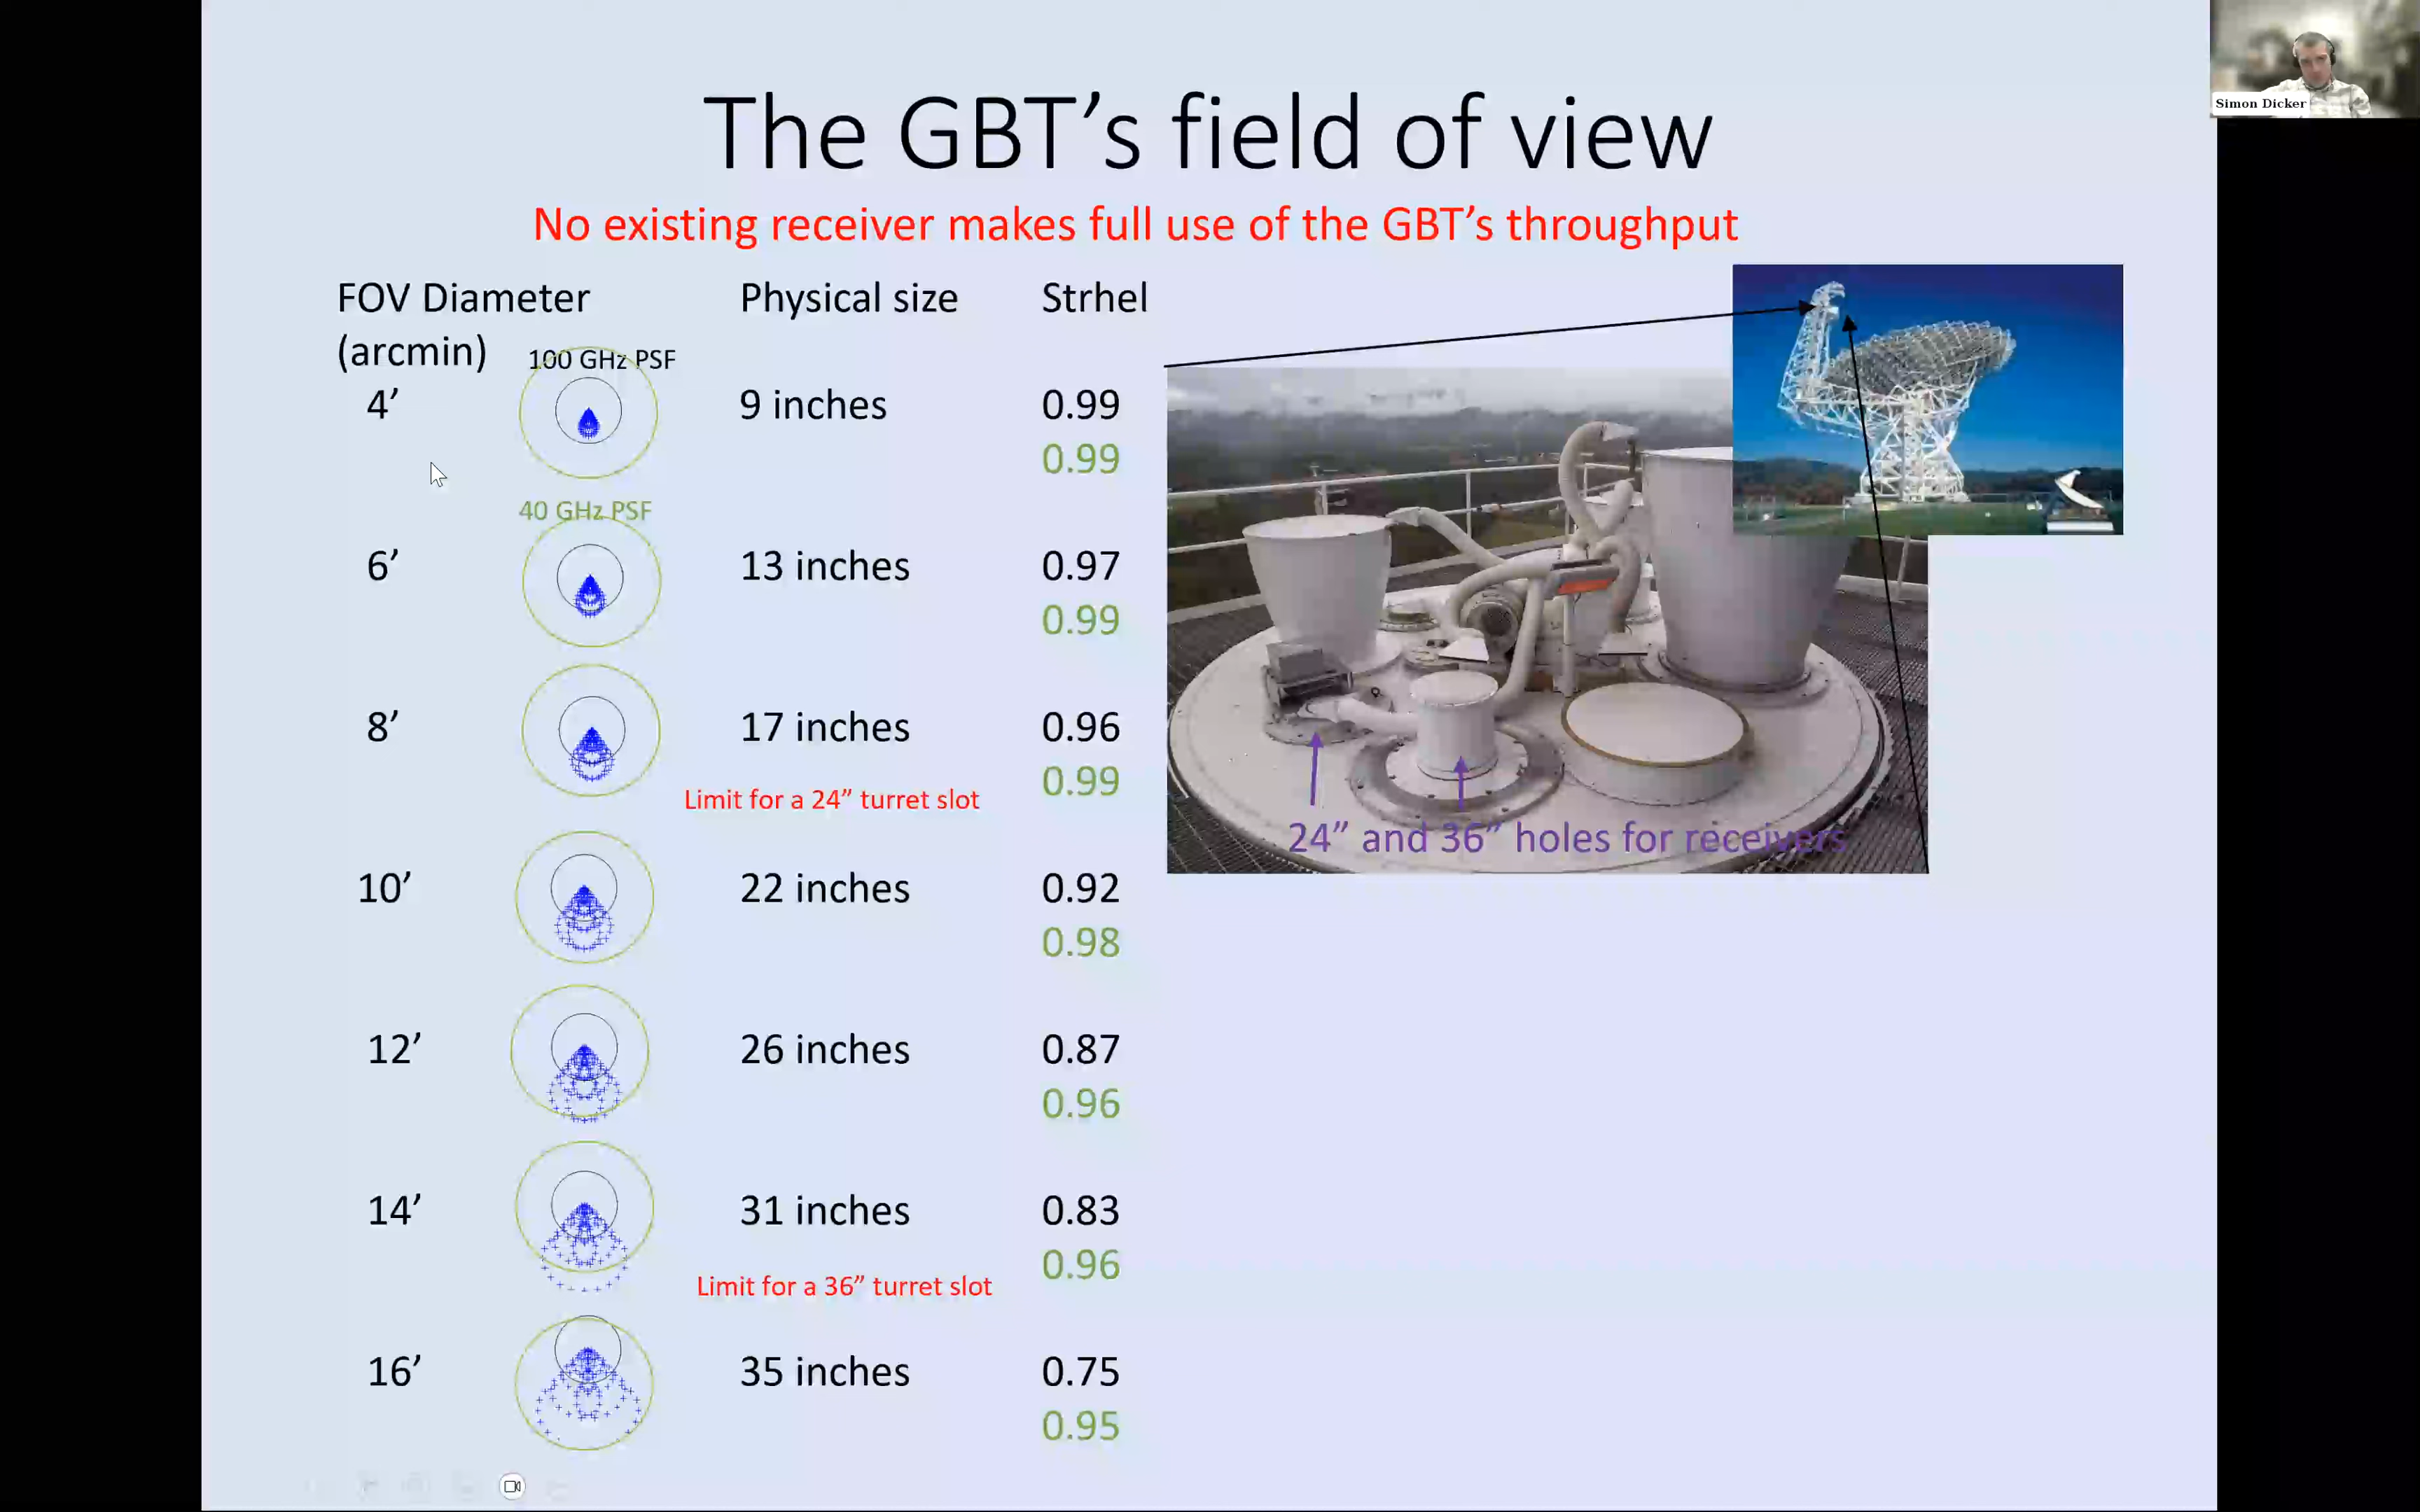 Simon Dicker
The GBT’s field of view
No existing receiver makes full use of the GBT’s throughput
FOV Diameter
(arcmin)
Physical size
Strhel
100 GHz PSF
4’
9 inches
0.99
0.99
40 GHz PSF
6’
13 inches
0.97
0.99
8’
17 inches
0.96
0.99
Limit for a 24” turret slot
10’
22 inches
0.92
0.98
12’
26 inches
0.87
0.96
14’
31 inches
0.83
0.96
Limit for a 36” turret slot
16’
35 inches
0.75
0.95
24” and 36” holes for receivers